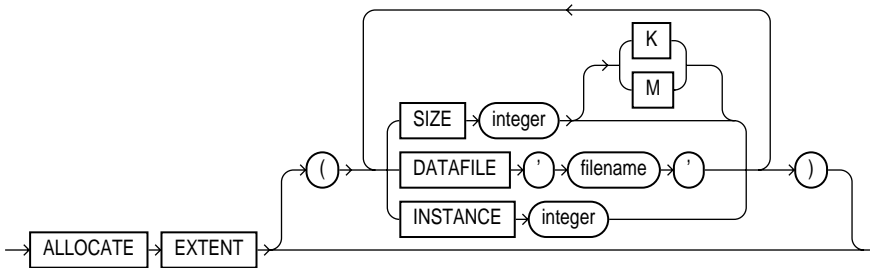 K
M
SIZE integer
( DATAFILE ' filename ' )
INSTANCE integer
ALLOCATE EXTENT